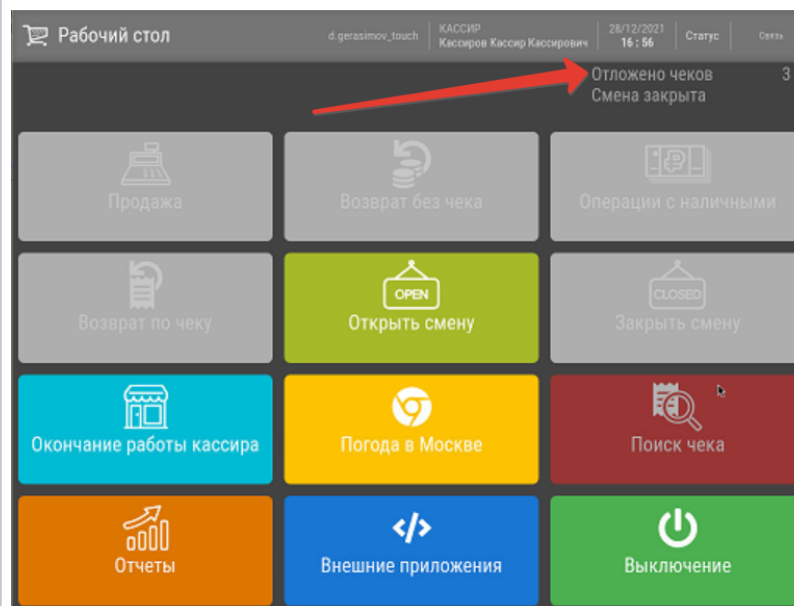 Рабочий стол
d.gerasimov_touch
КАССИР
Кассиров Кассир Кассирович
28/12/2021
16 : 56
Статус
Связь
Отложено чеков 3
Смена закрыта
Продажа
Возврат без чека
Операции с наличными
Возврат по чеку
OPEN
Открыть смену
CLOSED
Закрыть смену
Окончание работы кассира
Погода в Москве
Поиск чека
Отчеты
Внешние приложения
Выключение